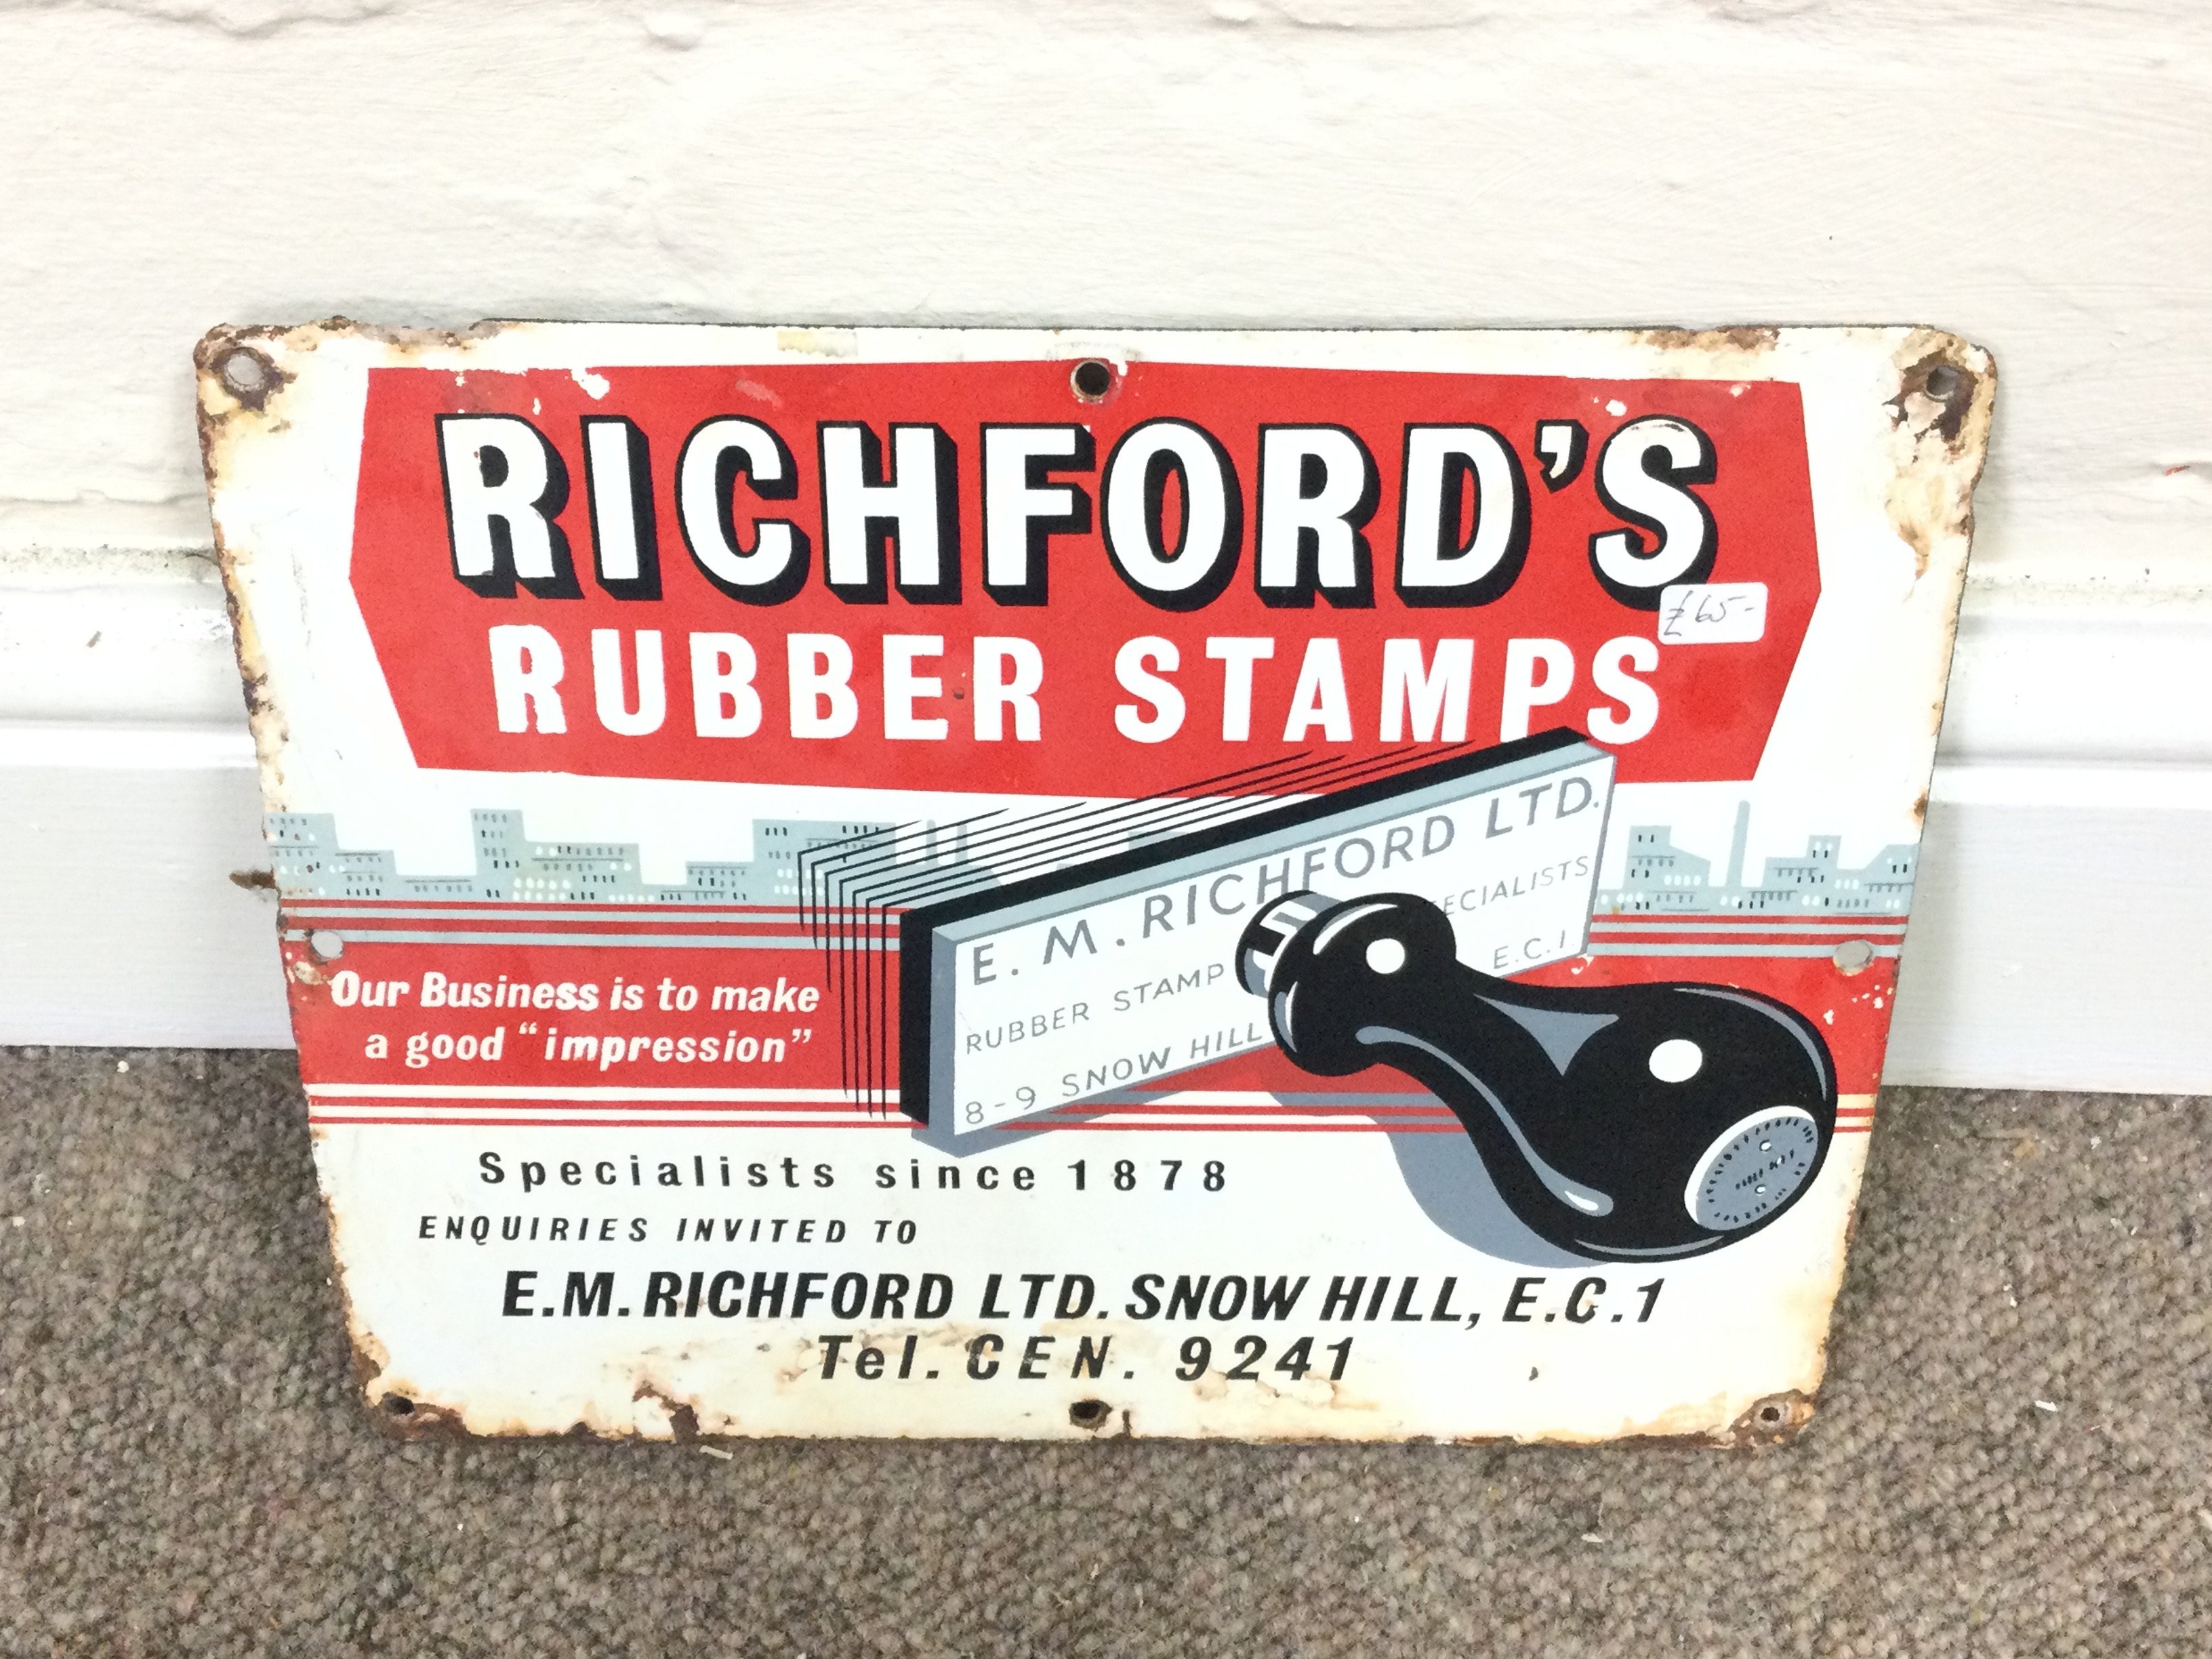 RICHFORD'S
£65-
RUBBER STAMPS
E. M. RICHFORD LTD.
RUBBER STAMP ECIALISTS
8-9 SNOW HILL E.C.1.
Our Business is to make
a good "impression"
Specialists since 1878
ENQUIRIES INVITED TO
E.M. RICHFORD LTD. SNOW HILL, E.C.1
Tel. CEN. 9241